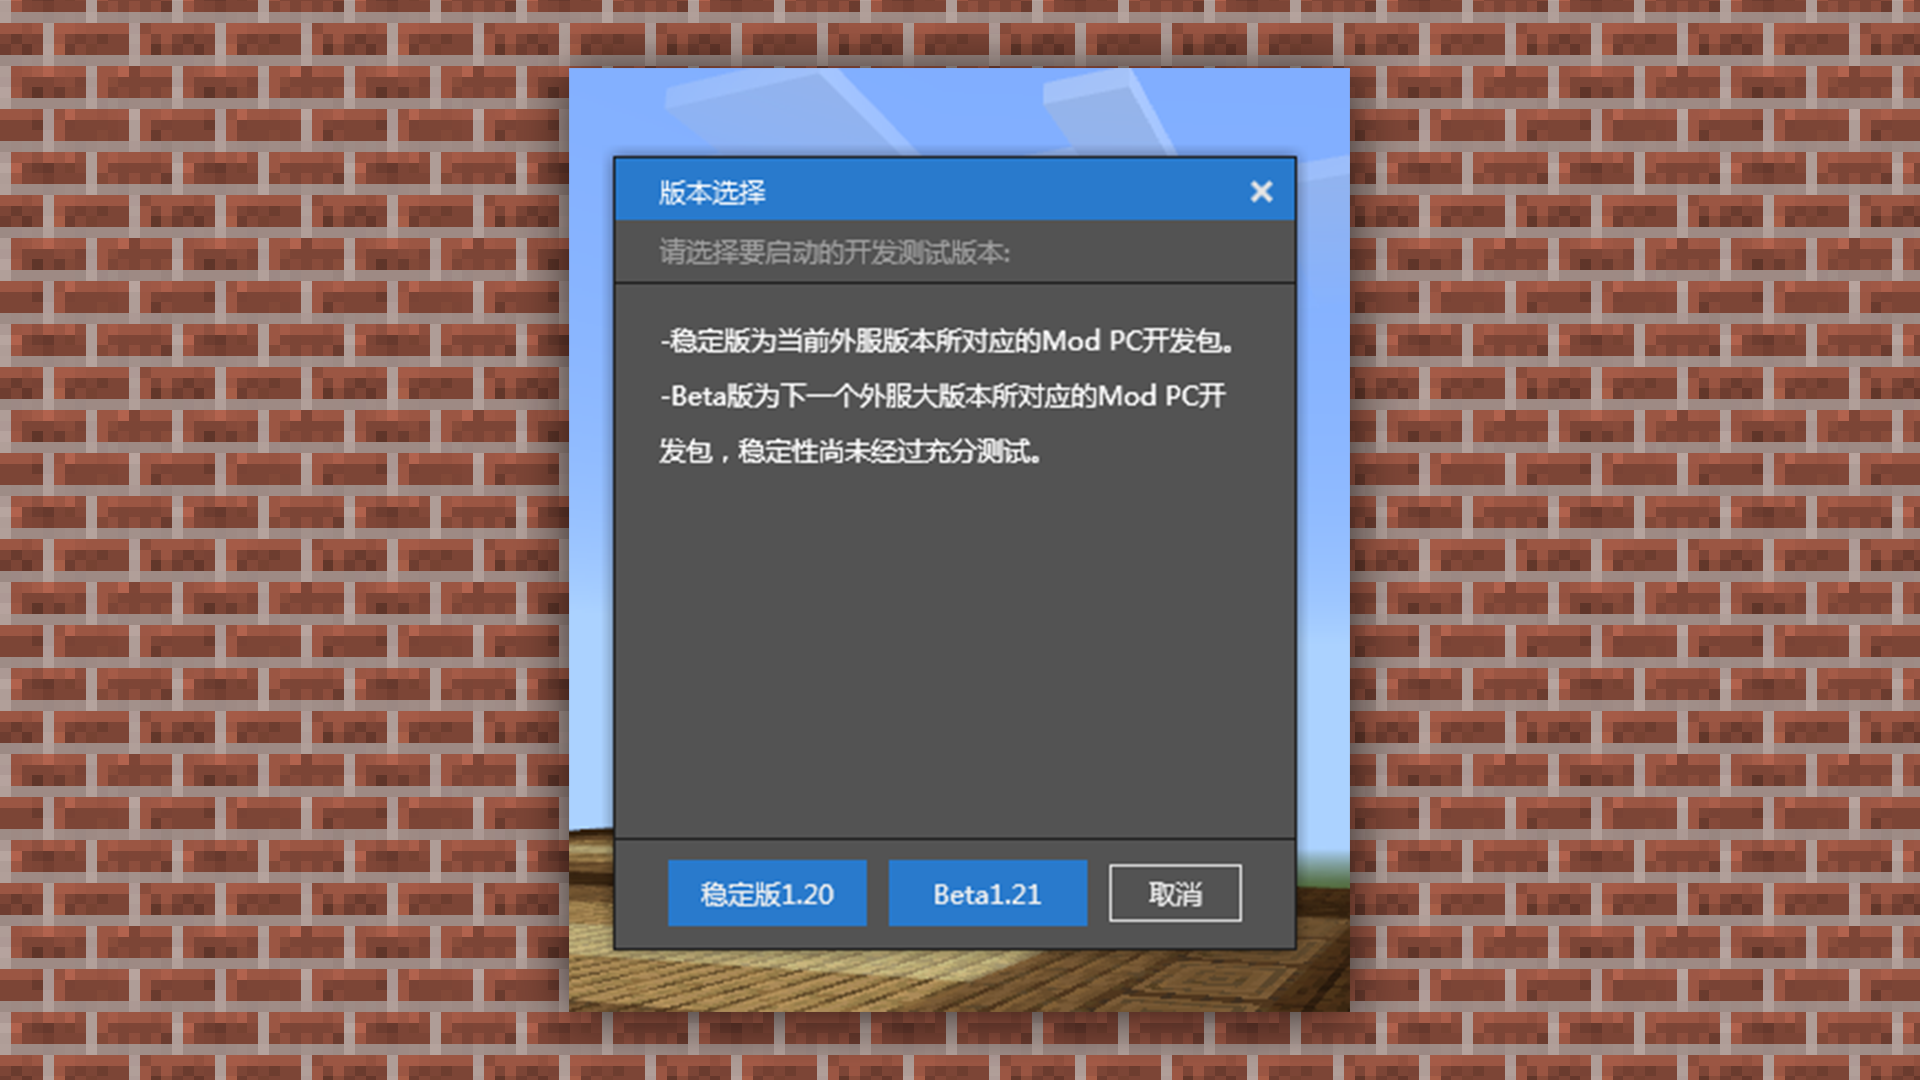 版本选择
请选择要启动的开发测试版本:
-稳定版为当前外服版本所对应的Mod PC开发包。
-Beta版为下一个外服大版本所对应的Mod PC开
发包，稳定性尚未经过充分测试。
稳定版1.20
Beta1.21
取消